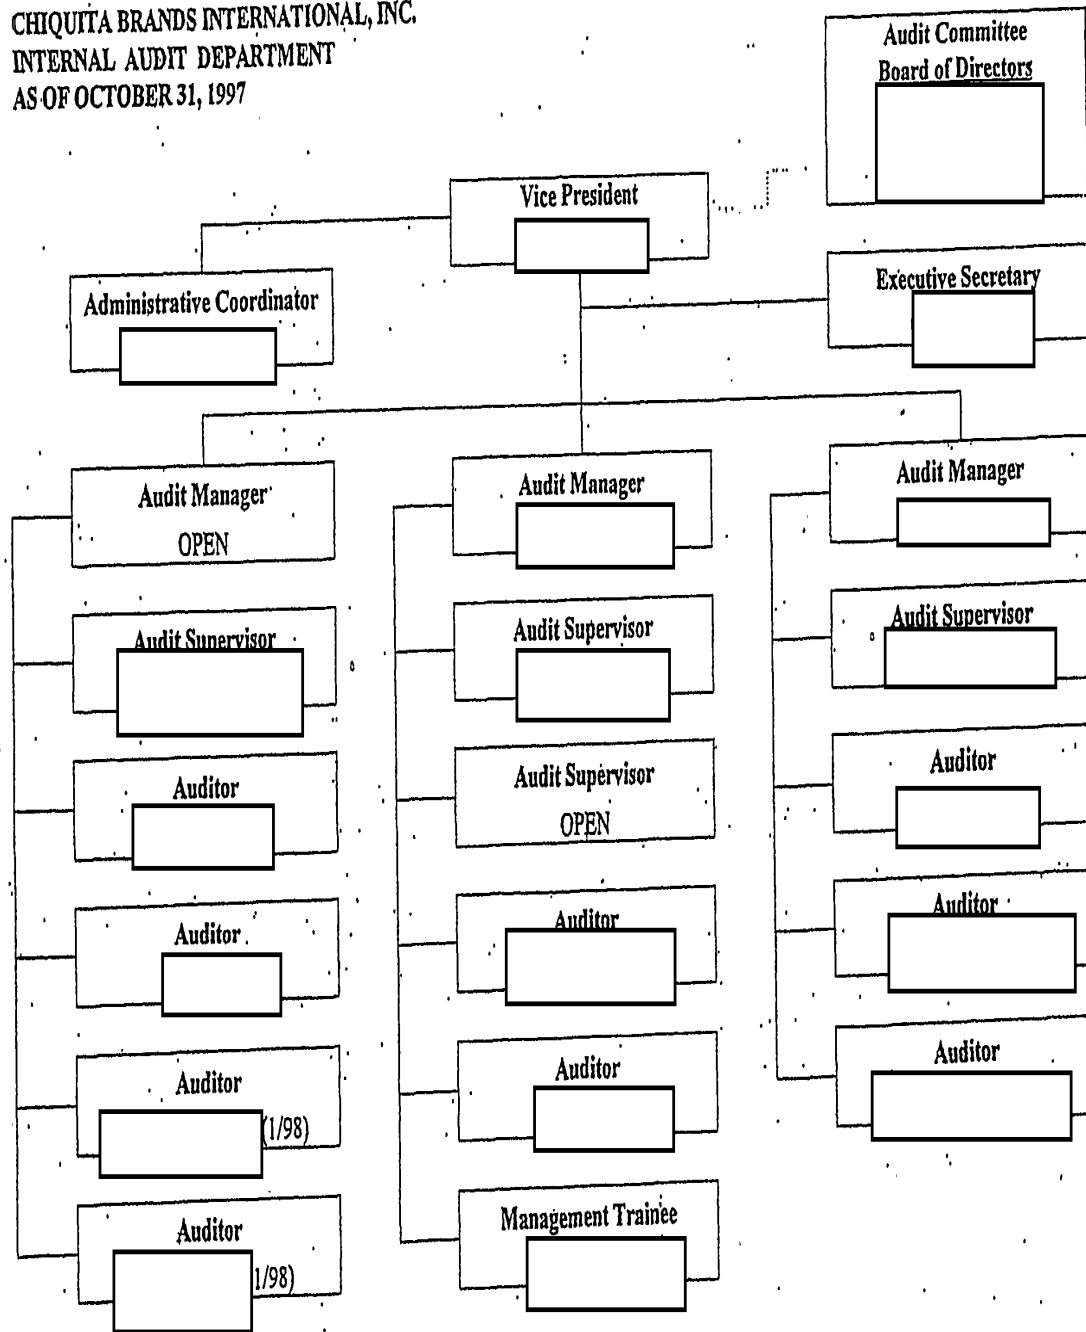 CHIQUITA BRANDS INTERNATIONAL, INC.
INTERNAL AUDIT DEPARTMENT
AS OF OCTOBER 31, 1997
Audit Committee
Board of Directors
Vice President
Executive Secretary
Administrative Coordinator
Audit Manager
OPEN
Audit Supervisor
Auditor
Auditor
Auditor
(1/98)
Auditor
1/98)
Audit Manager
Audit Supervisor
Audit Supervisor
OPEN
Auditor
Auditor
Management Trainee
Audit Manager
Audit Supervisor
Auditor
Auditor
Auditor